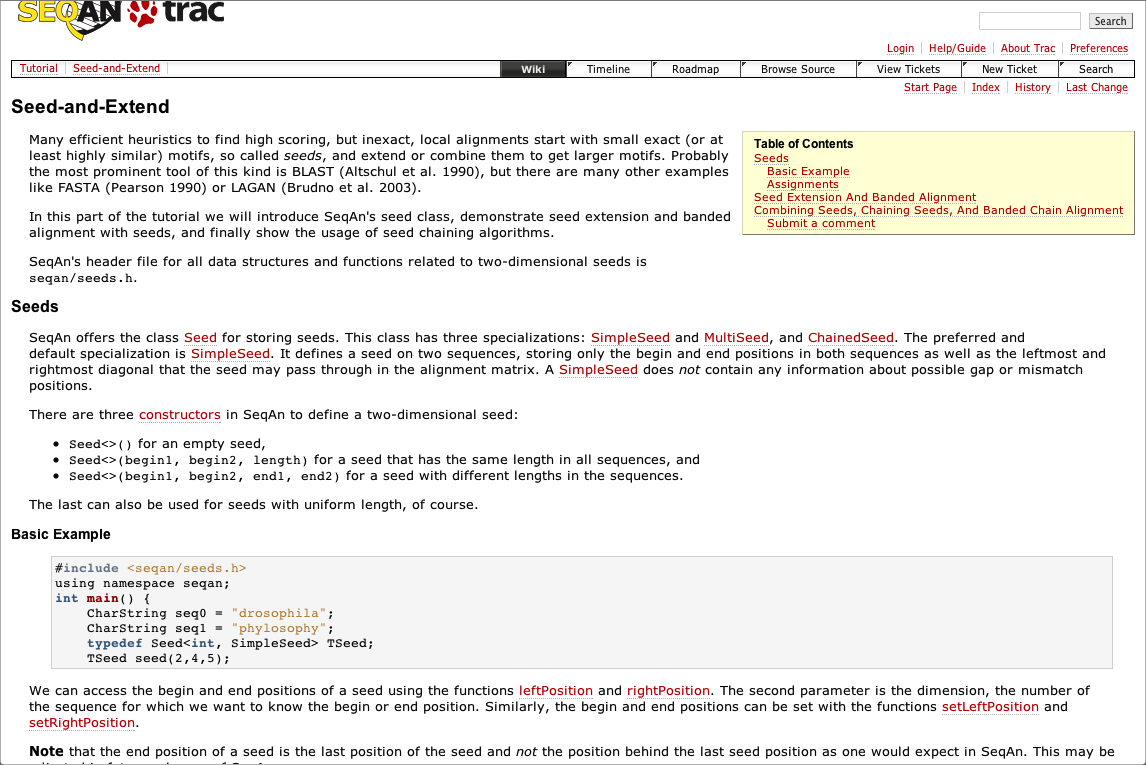 SEQAN trac
Search
Login Help/Guide About Trac Preferences
Tutorial Seed-and-Extend Wiki Timeline Roadmap Browse Source View Tickets New Ticket Search
Start Page Index History Last Change
Seed-and-Extend
Many efficient heuristics to find high scoring, but inexact, local alignments start with small exact (or at
least highly similar) motifs, so called seeds, and extend or combine them to get larger motifs. Probably
the most prominent tool of this kind is BLAST (Altschul et al. 1990), but there are many other examples
like FASTA (Pearson 1990) or LAGAN (Brudno et al. 2003).
In this part of the tutorial we will introduce SeqAn's seed class, demonstrate seed extension and banded
alignment with seeds, and finally show the usage of seed chaining algorithms.
SeqAn's header file for all data structures and functions related to two-dimensional seeds is
seqan/seeds.h.
Table of Contents
Seeds
Basic Example
Assignments
Seed Extension And Banded Alignment
Combining Seeds, Chaining Seeds, And Banded Chain Alignment
Submit a comment
Seeds
SeqAn offers the class Seed for storing seeds. This class has three specializations: SimpleSeed and MultiSeed, and ChainedSeed. The preferred and
default specialization is SimpleSeed. It defines a seed on two sequences, storing only the begin and end positions in both sequences as well as the leftmost and
rightmost diagonal that the seed may pass through in the alignment matrix. A SimpleSeed does not contain any information about possible gap or mismatch
positions.
There are three constructors in SeqAn to define a two-dimensional seed:
• Seed<>() for an empty seed,
• Seed<>(begin1, begin2, length) for a seed that has the same length in all sequences, and
• Seed<>(begin1, begin2, end1, end2) for a seed with different lengths in the sequences.
The last can also be used for seeds with uniform length, of course.
Basic Example
#include <seqan/seeds.h>
using namespace seqan;
int main() {
CharString seq0 = "drosophila";
CharString seq1 = "phylosophy";
typedef Seed<int, SimpleSeed> TSeed;
TSeed seed(2,4,5);
We can access the begin and end positions of a seed using the functions leftPosition and rightPosition. The second parameter is the dimension, the number of
the sequence for which we want to know the begin or end position. Similarly, the begin and end positions can be set with the functions setLeftPosition and
setRightPosition.
Note that the end position of a seed is the last position of the seed and not the position behind the last seed position as one would expect in SeqAn. This may be